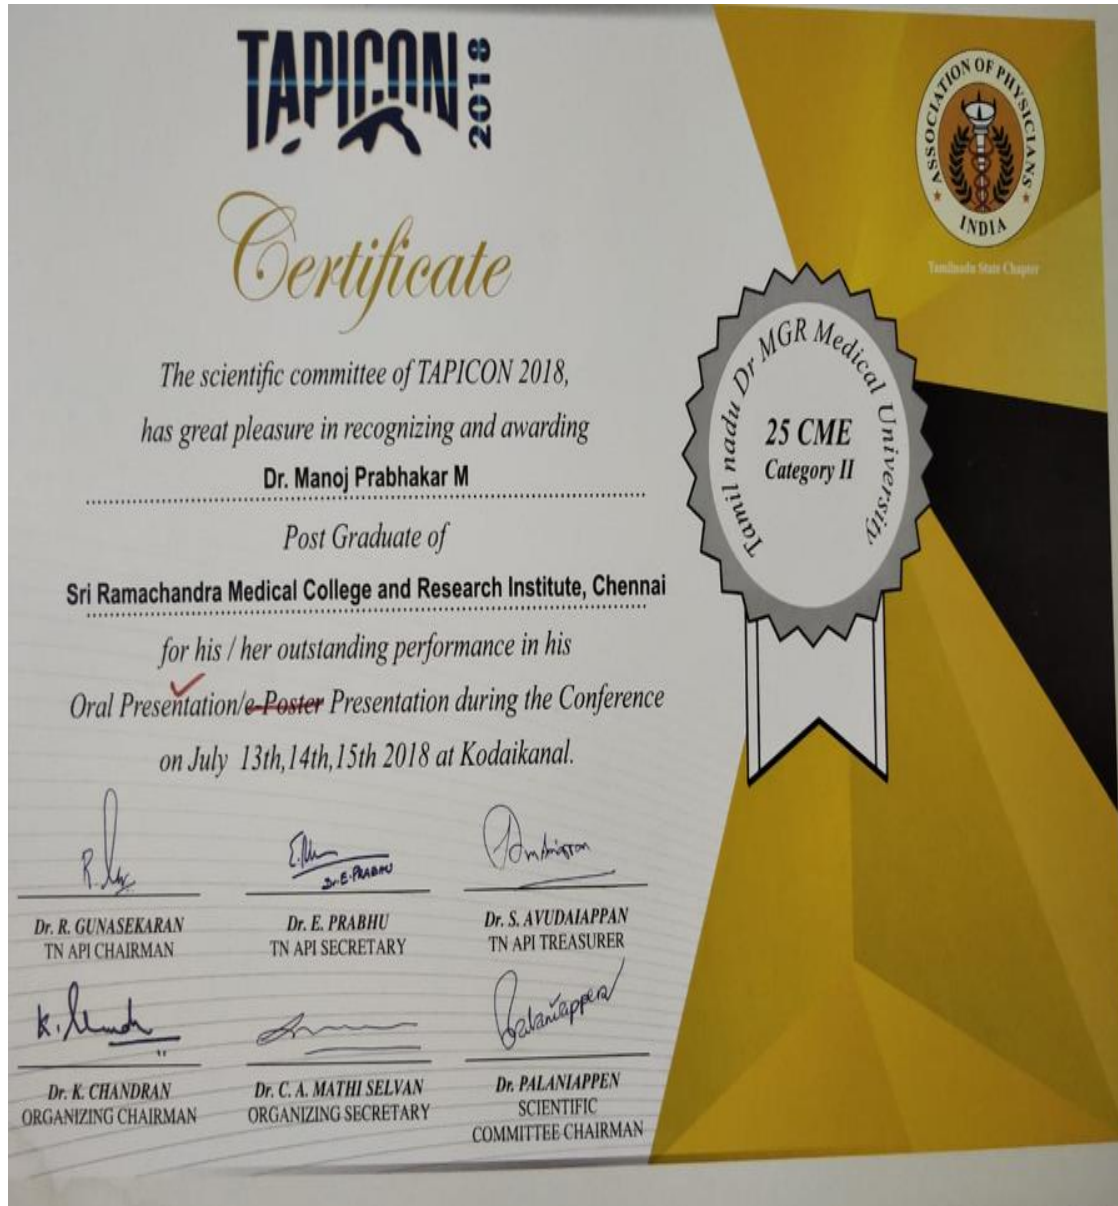 TAPICON 2018
ASSOCIATION OF PHYSICIANS
INDIA
Tamilnadu State Chapter
Certificate
The scientific committee of TAPICON 2018,
has great pleasure in recognizing and awarding
Dr. Manoj Prabhakar M
Post Graduate of
Sri Ramachandra Medical College and Research Institute, Chennai
for his / her outstanding performance in his
Oral Presentation/e-Poster Presentation during the Conference
on July 13th,14th,15th 2018 at Kodaikanal.
Tamil nadu Dr MGR Medical University
25 CME
Category II
Dr. E. PRABHU
Dr. R. GUNASEKARAN
TN API CHAIRMAN
Dr. E. PRABHU
TN API SECRETARY
Dr. S. AVUDAIAPPAN
TN API TREASURER
Palaniappen
Dr. K. CHANDRAN
ORGANIZING CHAIRMAN
Dr. C. A. MATHI SELVAN
ORGANIZING SECRETARY
Dr. PALANIAPPEN
SCIENTIFIC
COMMITTEE CHAIRMAN